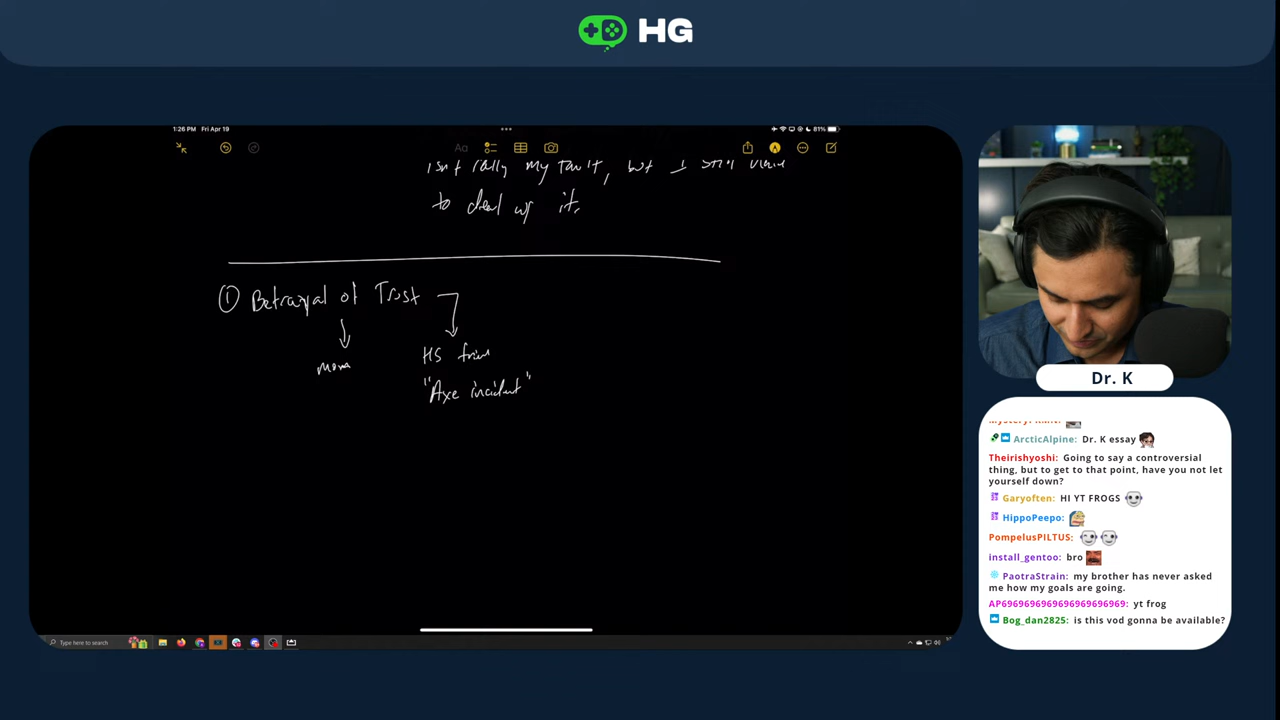 HG
1:26 PM Fri Apr 19
81%
Aa
isn't really my fault, but I still have
to deal w/ it.
① Betrayal of Trust
mom
HS frien
"Axe incident"
Type here to search
Dr. K
ArcticAlpine: Dr. K essay
Theirishyoshi: Going to say a controversial
thing, but to get to that point, have you not let
yourself down?
Garyoften: HI YT FROGS
HippoPeepo:
PompelusPILTUS:
install_gentoo: bro
PaotraStrain: my brother has never asked
me how my goals are going.
AP6969696969696969696969: yt frog
Bog_dan2825: is this vod gonna be available?